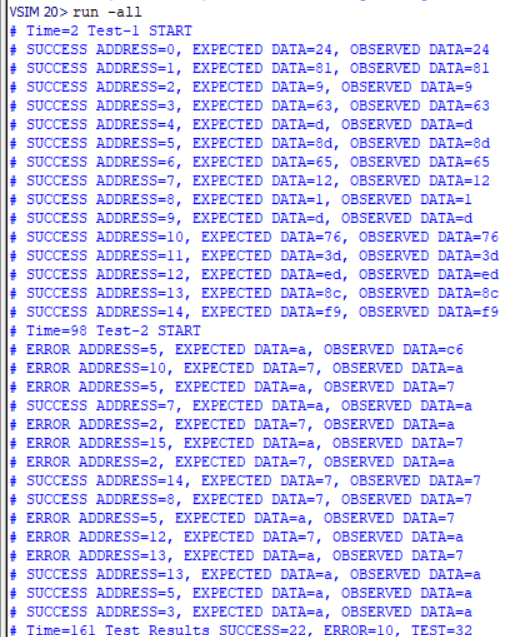 VSIM 20> run -all
# Time=2 Test-1 START
# SUCCESS ADDRESS=0, EXPECTED DATA=24, OBSERVED DATA=24
# SUCCESS ADDRESS=1, EXPECTED DATA=81, OBSERVED DATA=81
# SUCCESS ADDRESS=2, EXPECTED DATA=9, OBSERVED DATA=9
# SUCCESS ADDRESS=3, EXPECTED DATA=63, OBSERVED DATA=63
# SUCCESS ADDRESS=4, EXPECTED DATA=d, OBSERVED DATA=d
# SUCCESS ADDRESS=5, EXPECTED DATA=8d, OBSERVED DATA=8d
# SUCCESS ADDRESS=6, EXPECTED DATA=65, OBSERVED DATA=65
# SUCCESS ADDRESS=7, EXPECTED DATA=12, OBSERVED DATA=12
# SUCCESS ADDRESS=8, EXPECTED DATA=1, OBSERVED DATA=1
# SUCCESS ADDRESS=9, EXPECTED DATA=d, OBSERVED DATA=d
# SUCCESS ADDRESS=10, EXPECTED DATA=76, OBSERVED DATA=76
# SUCCESS ADDRESS=11, EXPECTED DATA=3d, OBSERVED DATA=3d
# SUCCESS ADDRESS=12, EXPECTED DATA=ed, OBSERVED DATA=ed
# SUCCESS ADDRESS=13, EXPECTED DATA=8c, OBSERVED DATA=8c
# SUCCESS ADDRESS=14, EXPECTED DATA=f9, OBSERVED DATA=f9
# Time=98 Test-2 START
# ERROR ADDRESS=5, EXPECTED DATA=a, OBSERVED DATA=c6
# ERROR ADDRESS=10, EXPECTED DATA=7, OBSERVED DATA=a
# ERROR ADDRESS=5, EXPECTED DATA=a, OBSERVED DATA=7
# SUCCESS ADDRESS=7, EXPECTED DATA=a, OBSERVED DATA=a
# ERROR ADDRESS=2, EXPECTED DATA=7, OBSERVED DATA=a
# ERROR ADDRESS=15, EXPECTED DATA=a, OBSERVED DATA=7
# ERROR ADDRESS=2, EXPECTED DATA=7, OBSERVED DATA=a
# SUCCESS ADDRESS=14, EXPECTED DATA=7, OBSERVED DATA=7
# SUCCESS ADDRESS=8, EXPECTED DATA=7, OBSERVED DATA=7
# ERROR ADDRESS=5, EXPECTED DATA=a, OBSERVED DATA=7
# ERROR ADDRESS=12, EXPECTED DATA=7, OBSERVED DATA=a
# ERROR ADDRESS=13, EXPECTED DATA=a, OBSERVED DATA=7
# SUCCESS ADDRESS=13, EXPECTED DATA=a, OBSERVED DATA=a
# SUCCESS ADDRESS=5, EXPECTED DATA=a, OBSERVED DATA=a
# SUCCESS ADDRESS=3, EXPECTED DATA=a, OBSERVED DATA=a
# Time=161 Test Results SUCCESS=22, ERROR=10, TEST=32